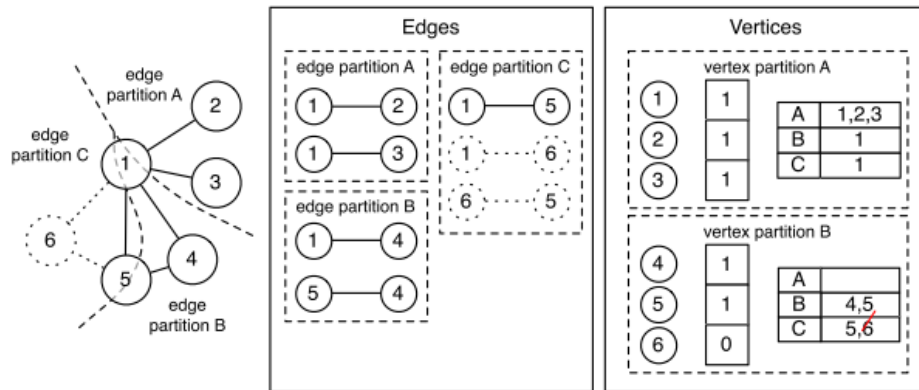 edge
partition A
edge
partition C
1
2
3
4
5
6
edge
partition B
Edges
edge partition A
1 2
1 3
edge partition B
1 4
5 4
edge partition C
1 5
1 6
6 5
Vertices
vertex partition A
1 1
2 1
3 1
A 1,2,3
B 1
C 1
vertex partition B
4 1
5 1
6 0
A
B 4,5
C 5,6